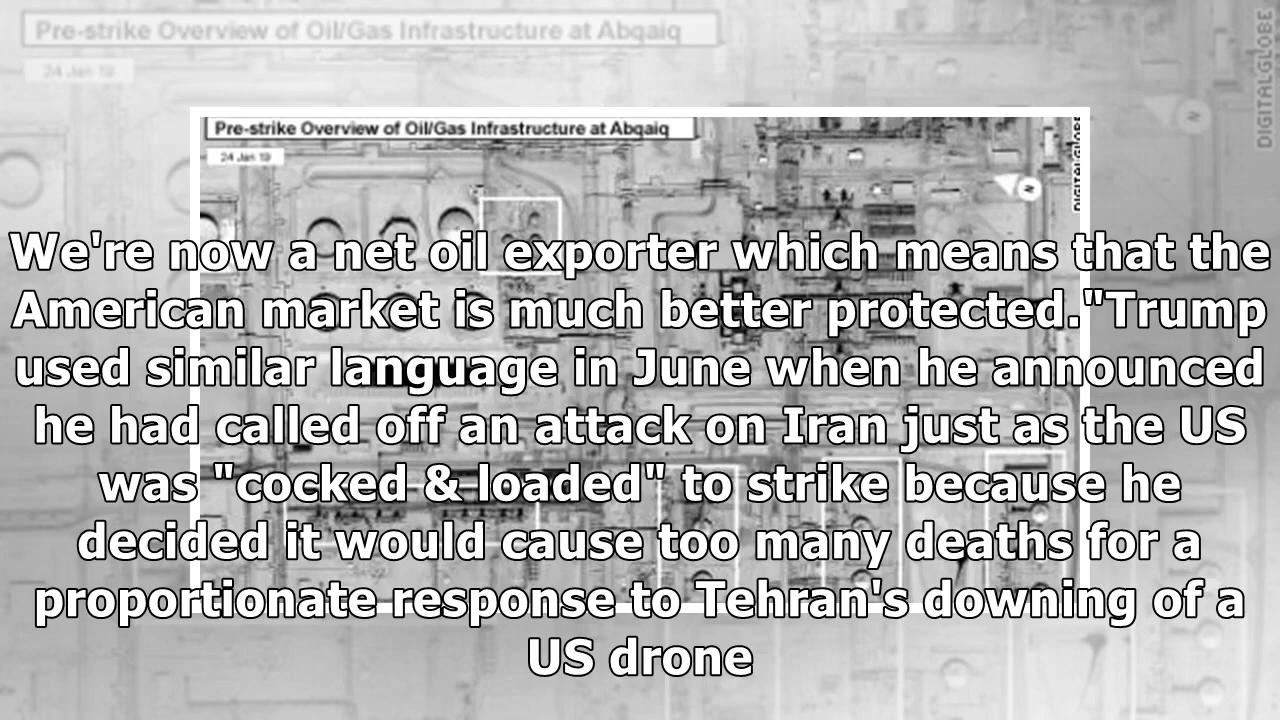 Pre-strike Overview of Oil/Gas Infrastructure at Abqaiq
24 Jan 19
DIGITALGLOBE
N
Pre-strike Overview of Oil/Gas Infrastructure at Abqaiq
24 Jan 19
DIGITALGLOBE
N
We're now a net oil exporter which means that the
American market is much better protected."Trump
used similar language in June when he announced
he had called off an attack on Iran just as the US
was "cocked & loaded" to strike because he
decided it would cause too many deaths for a
proportionate response to Tehran's downing of a
US drone